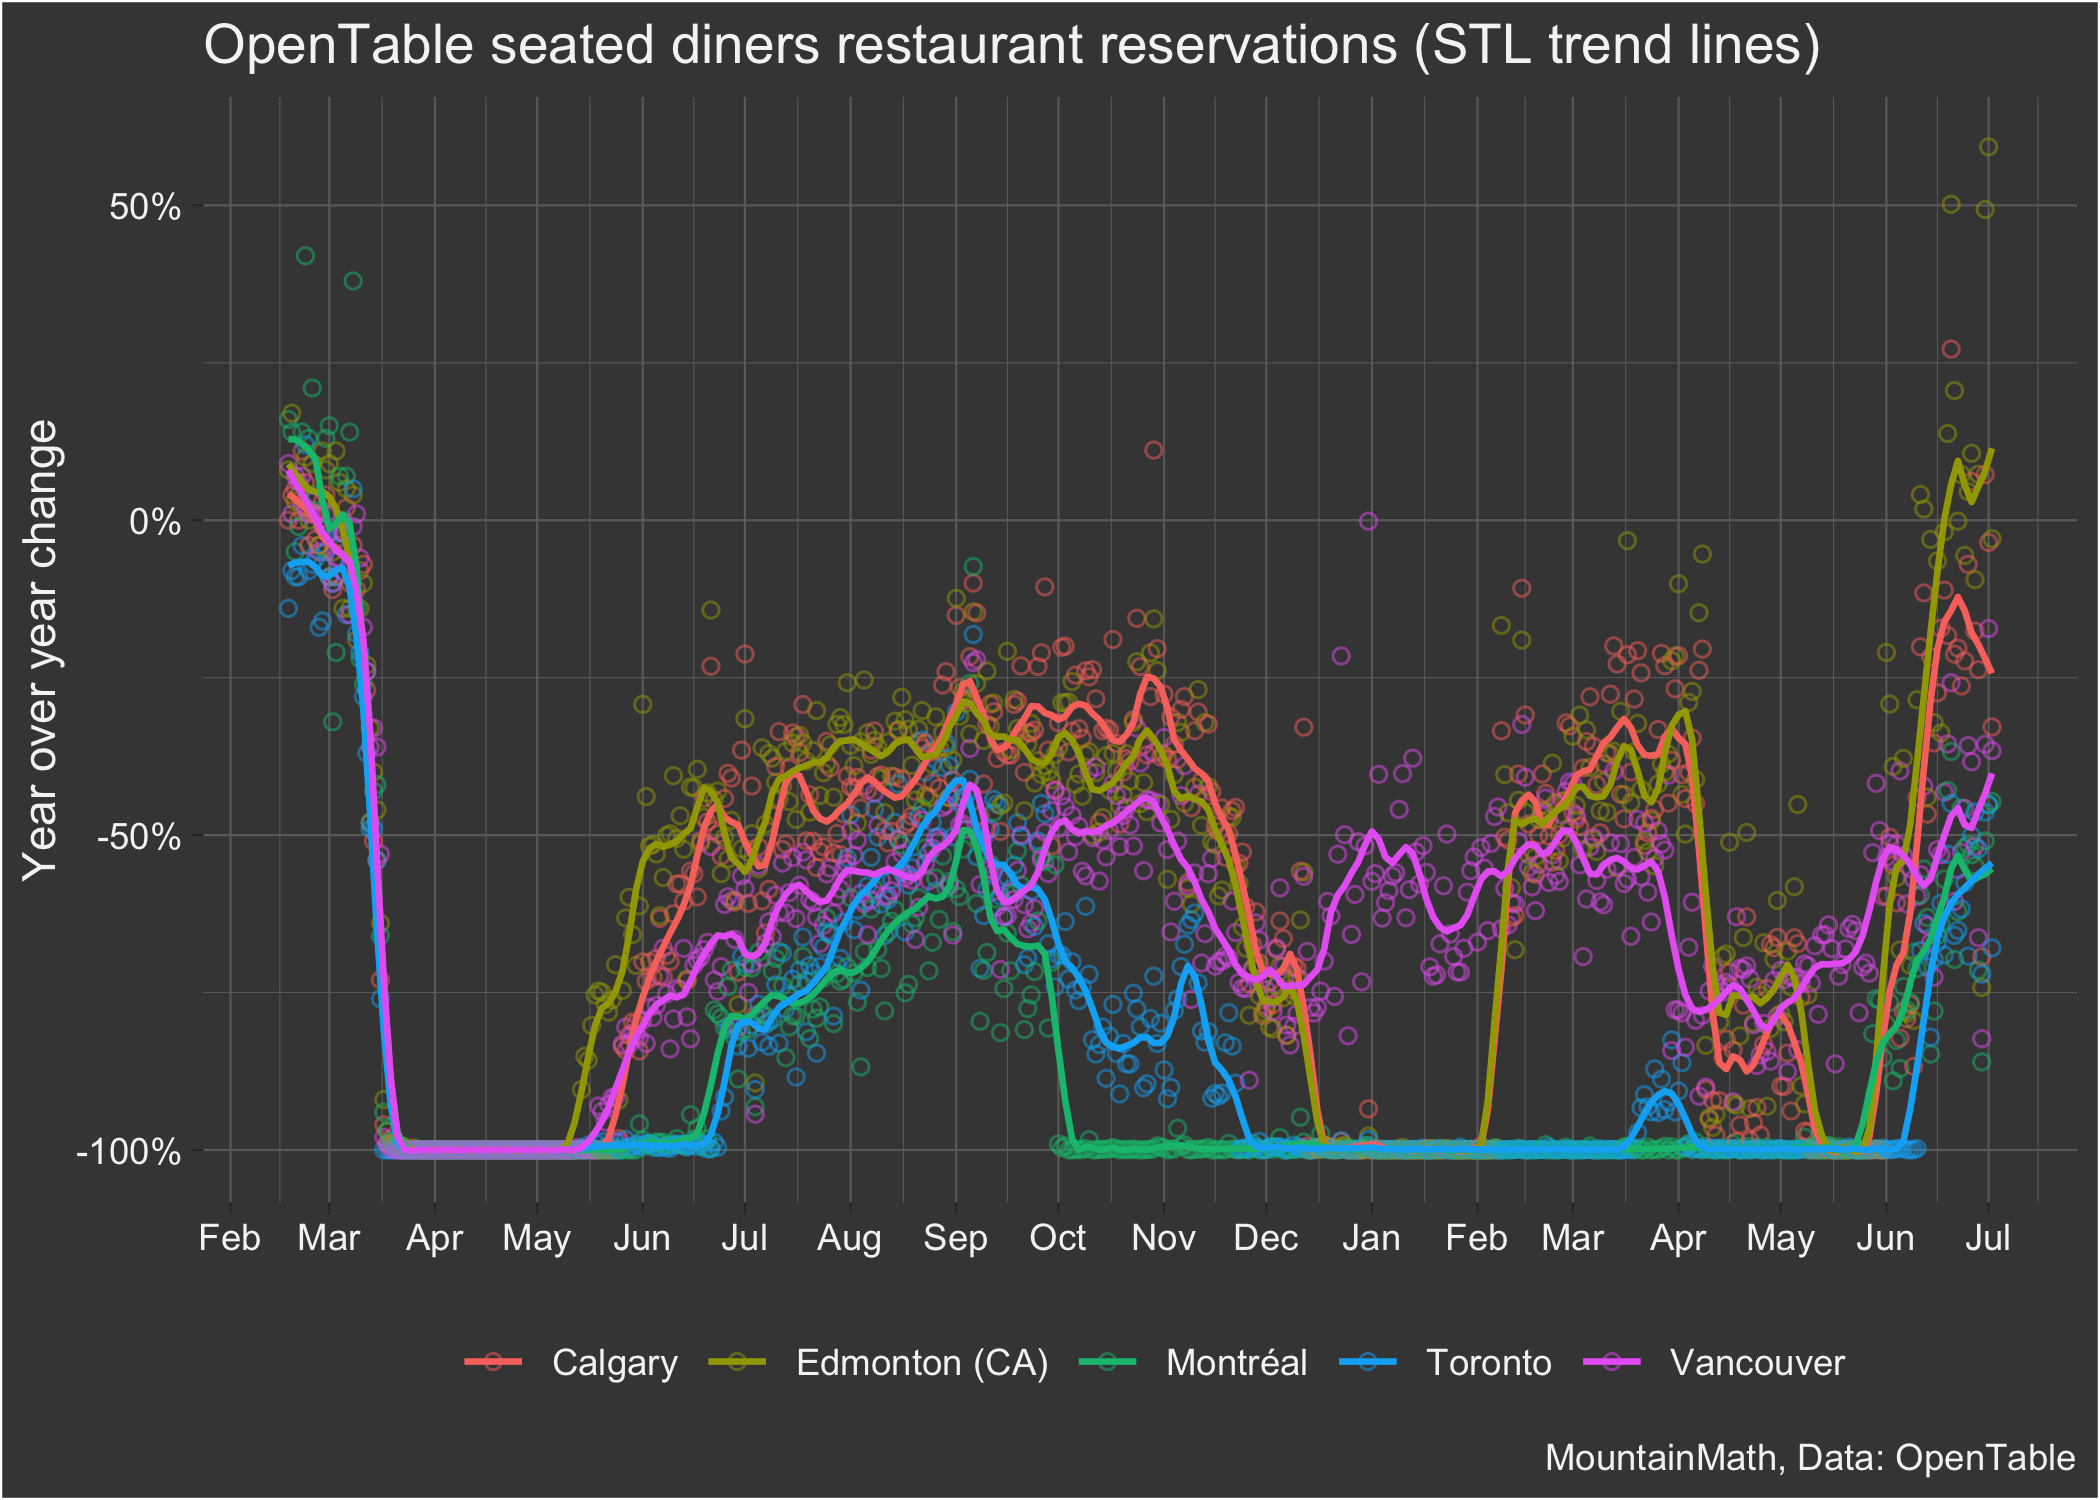 OpenTable seated diners restaurant reservations (STL trend lines)
Year over year change
50%
0%
-50%
-100%
Feb Mar Apr May Jun Jul Aug Sep Oct Nov Dec Jan Feb Mar Apr May Jun Jul
Calgary Edmonton (CA) Montréal Toronto Vancouver
MountainMath, Data: OpenTable